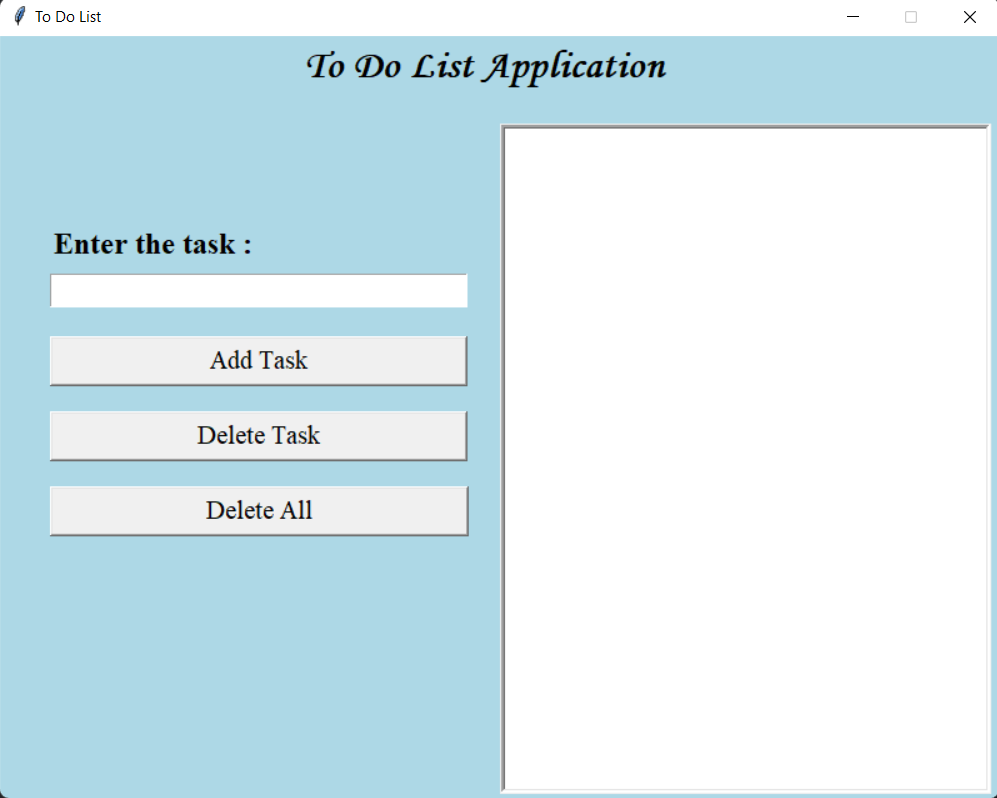 To Do List
To Do List Application
Enter the task :
Add Task
Delete Task
Delete All